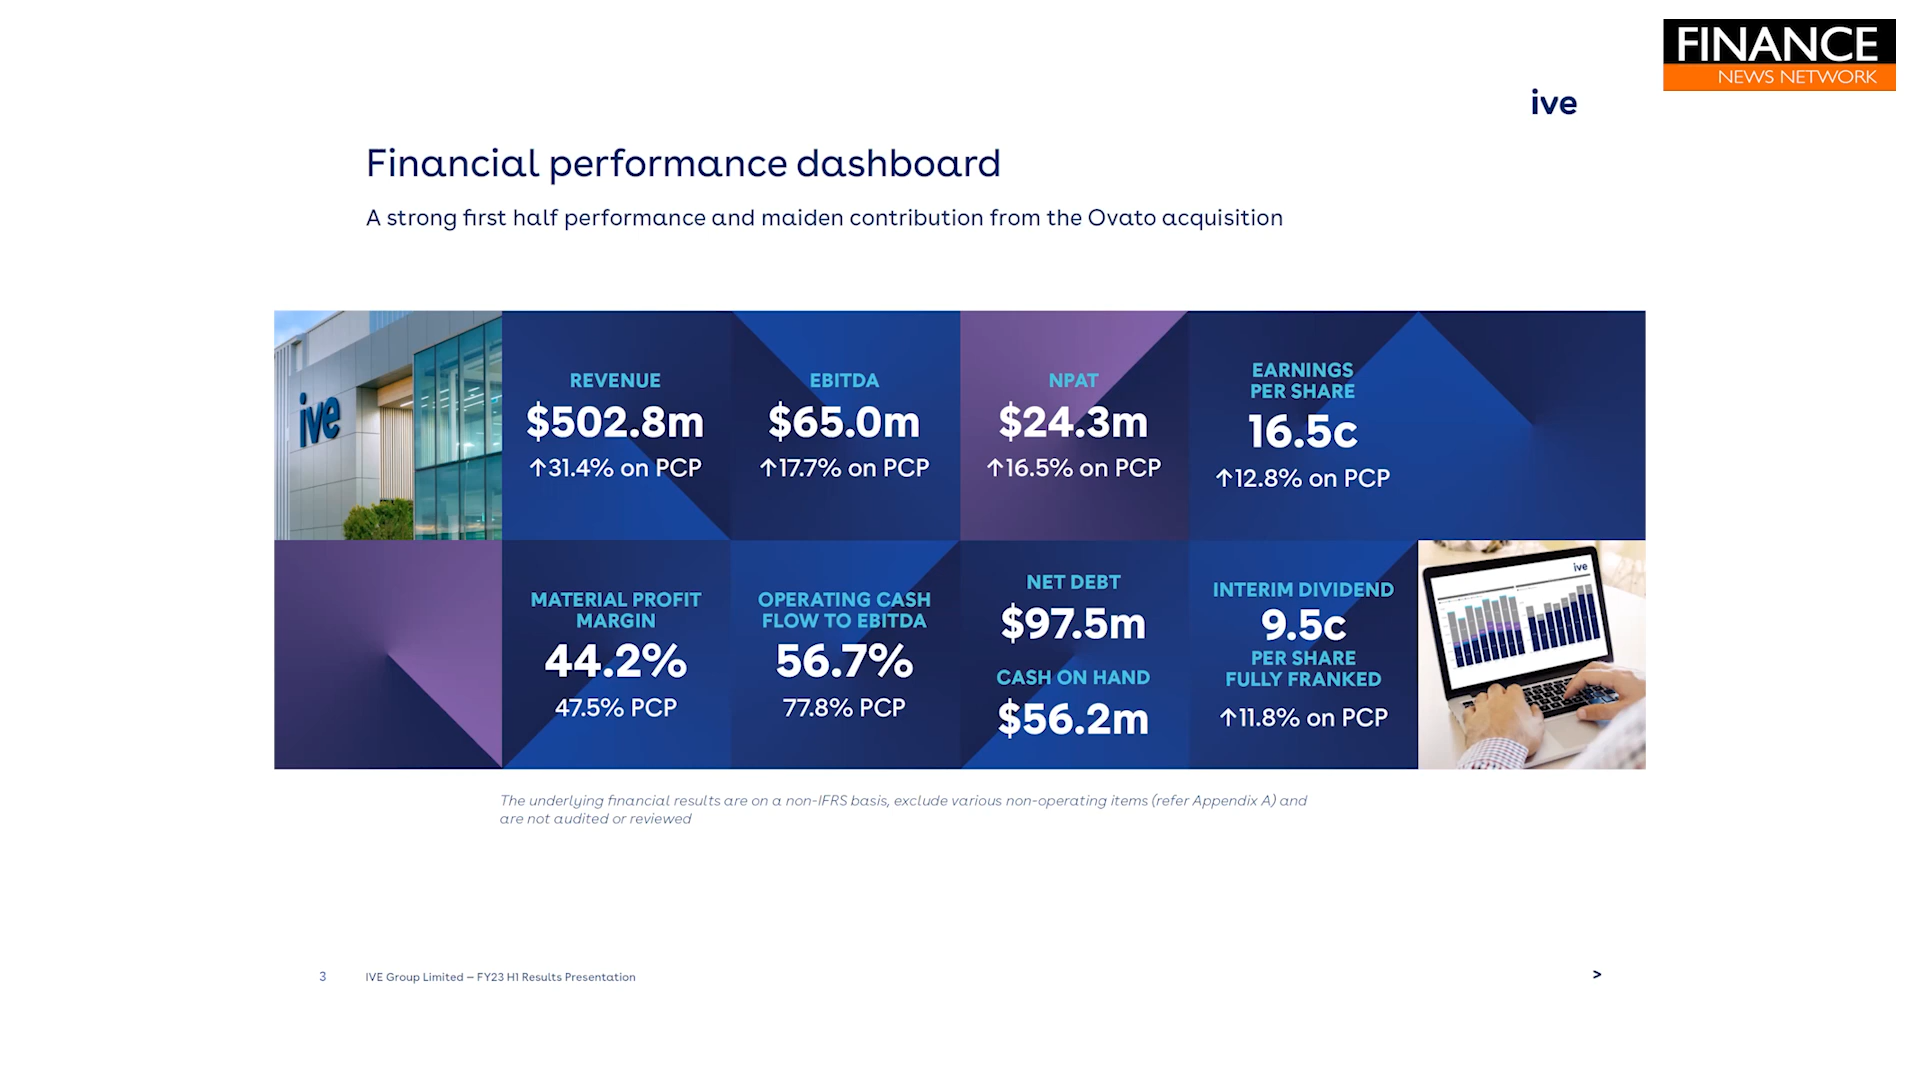 FINANCE
NEWS NETWORK
ive
Financial performance dashboard
A strong first half performance and maiden contribution from the Ovato acquisition
ive
REVENUE
$502.8m
↑31.4% on PCP
EBITDA
$65.0m
↑17.7% on PCP
NPAT
$24.3m
↑16.5% on PCP
EARNINGS
PER SHARE
16.5c
↑12.8% on PCP
MATERIAL PROFIT
MARGIN
44.2%
47.5% PCP
OPERATING CASH
FLOW TO EBITDA
56.7%
77.8% PCP
NET DEBT
$97.5m
CASH ON HAND
$56.2m
INTERIM DIVIDEND
9.5c
PER SHARE
FULLY FRANKED
↑11.8% on PCP
ive
The underlying financial results are on a non-IFRS basis, exclude various non-operating items (refer Appendix A) and
are not audited or reviewed
3
IVE Group Limited – FY23 H1 Results Presentation
>